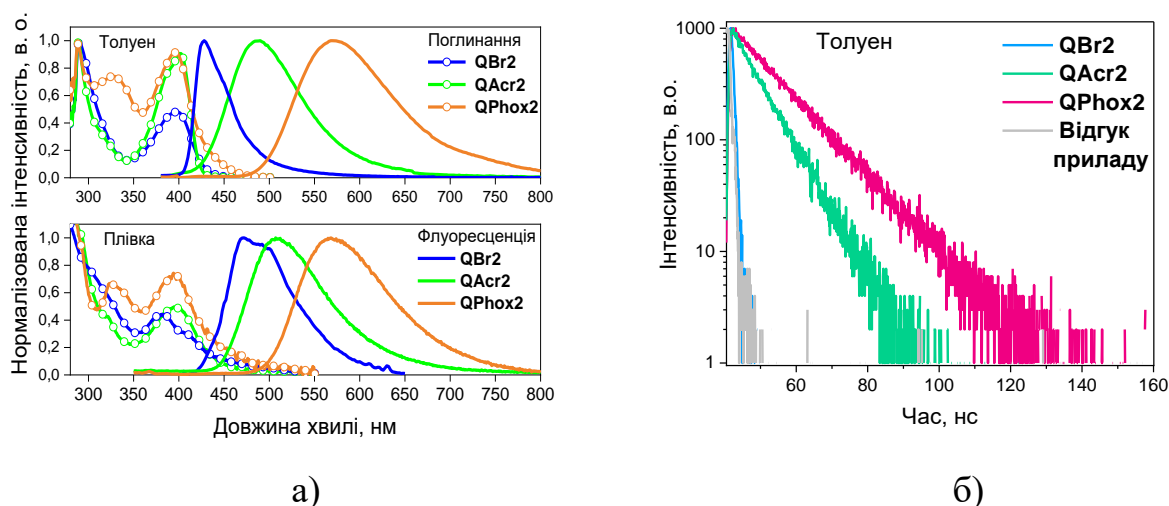 Нормалізована інтенсивність, в. о.
1,0
0,8
0,6
0,4
0,2
0,0
Толуен
Поглинання
QBr2
QAcr2
QPhox2
300 350 400 450 500 550 600 650 700 750 800
1,0
0,8
0,6
0,4
0,2
0,0
Плівка
Флуоресценція
QBr2
QAcr2
QPhox2
300 350 400 450 500 550 600 650 700 750 800
Довжина хвилі, нм
а)
Інтенсивність, в.о.
1000
100
10
1
Толуен
QBr2
QAcr2
QPhox2
Відгук
приладу
60 80 100 120 140 160
Час, нс
б)